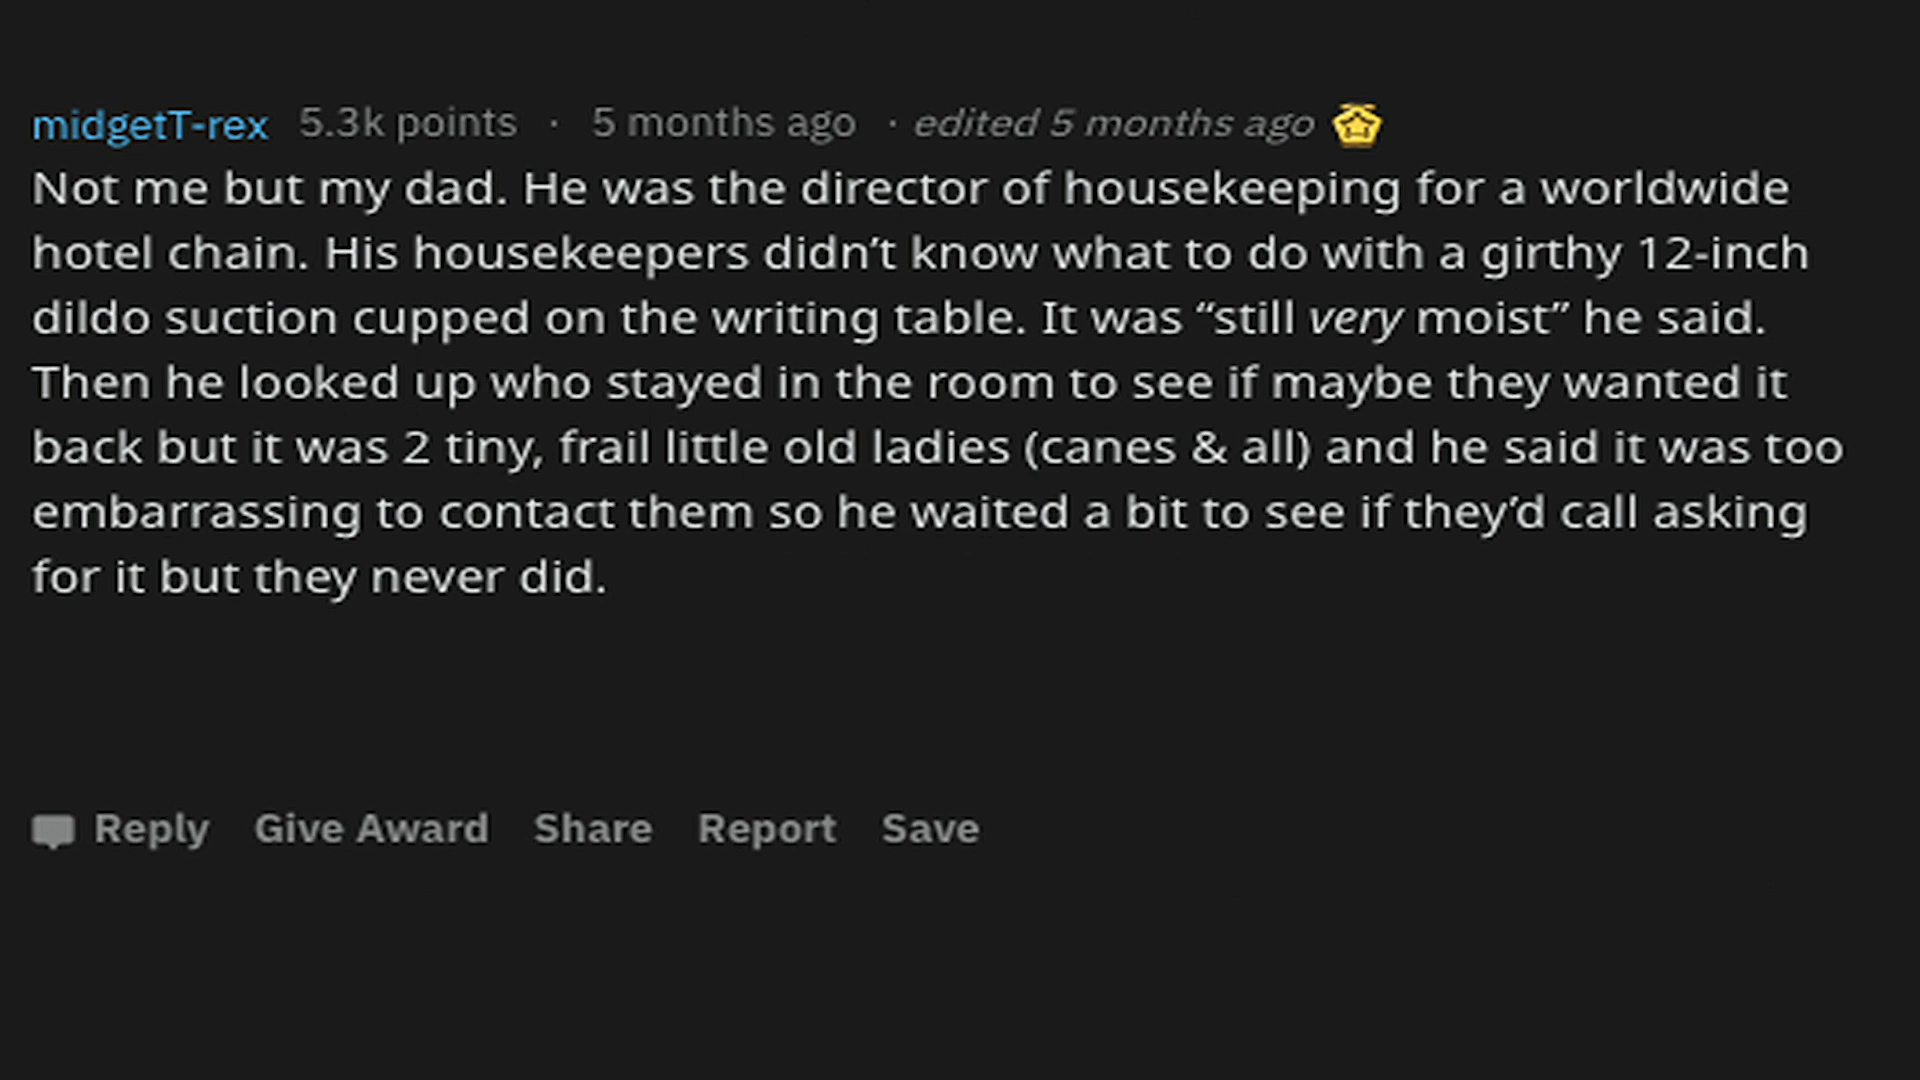 midgetT-rex 5.3k points · 5 months ago · edited 5 months ago
Not me but my dad. He was the director of housekeeping for a worldwide
hotel chain. His housekeepers didn’t know what to do with a girthy 12-inch
dildo suction cupped on the writing table. It was “still very moist” he said.
Then he looked up who stayed in the room to see if maybe they wanted it
back but it was 2 tiny, frail little old ladies (canes & all) and he said it was too
embarrassing to contact them so he waited a bit to see if they’d call asking
for it but they never did.
Reply Give Award Share Report Save